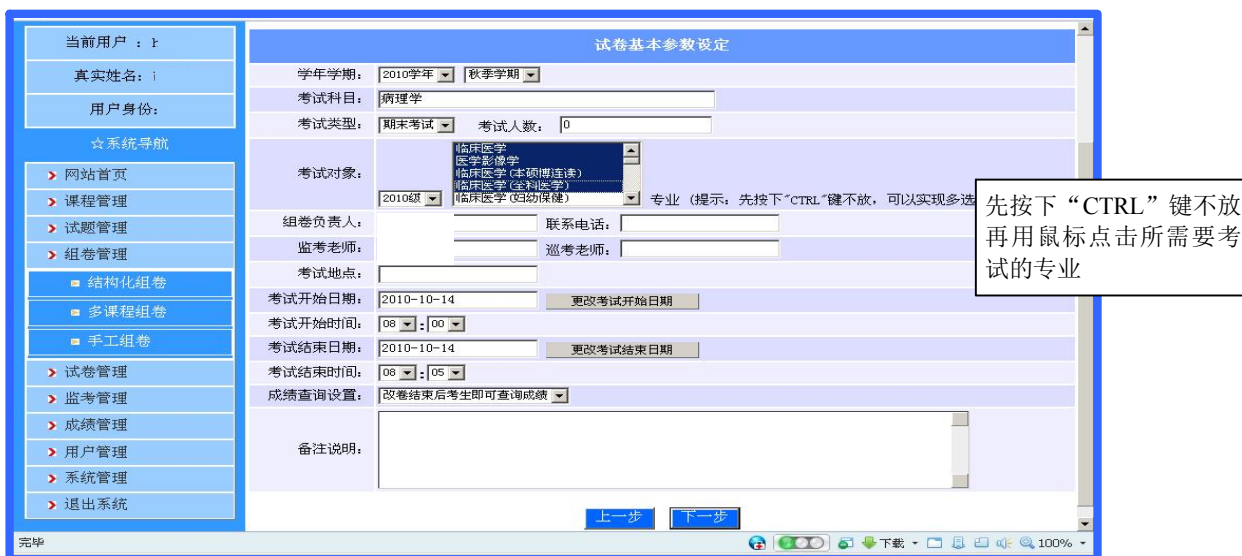 当前用户 :
真实姓名:
用户身份:
☆系统导航
网站首页
课程管理
试题管理
组卷管理
结构化组卷
多课程组卷
手工组卷
试卷管理
监考管理
成绩管理
用户管理
系统管理
退出系统
试卷基本参数设定
学年学期: 2010学年 秋季学期
考试科目: 病理学
考试类型: 期末考试 考试人数: 0
考试对象:
临床医学
医学影像学
临床医学(本硕博连读)
临床医学(全科医学)
2010级 临床医学(妇幼保健) 专业 (提示: 先按下"CTRL"键不放, 可以实现多选
组卷负责人: 联系电话:
监考老师: 巡考老师:
考试地点:
考试开始日期: 2010-10-14 更改考试开始日期
考试开始时间: 08 : 00
考试结束日期: 2010-10-14 更改考试结束日期
考试结束时间: 08 : 05
成绩查询设置: 改卷结束后考生即可查询成绩
备注说明:
上一步 下一步
先按下“CTRL”键不放
再用鼠标点击所需要考
试的专业
完毕 下载 100%